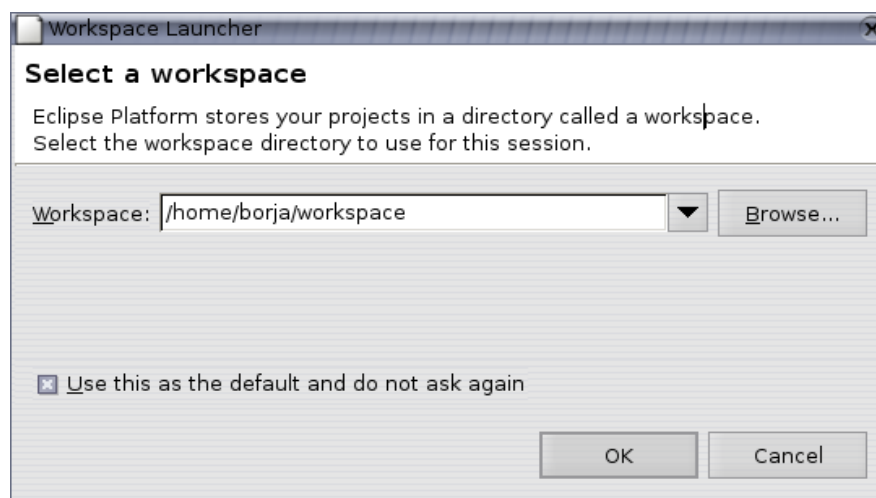 Workspace Launcher
Select a workspace
Eclipse Platform stores your projects in a directory called a workspace.
Select the workspace directory to use for this session.
Workspace: /home/borja/workspace Browse...
Use this as the default and do not ask again
OK Cancel